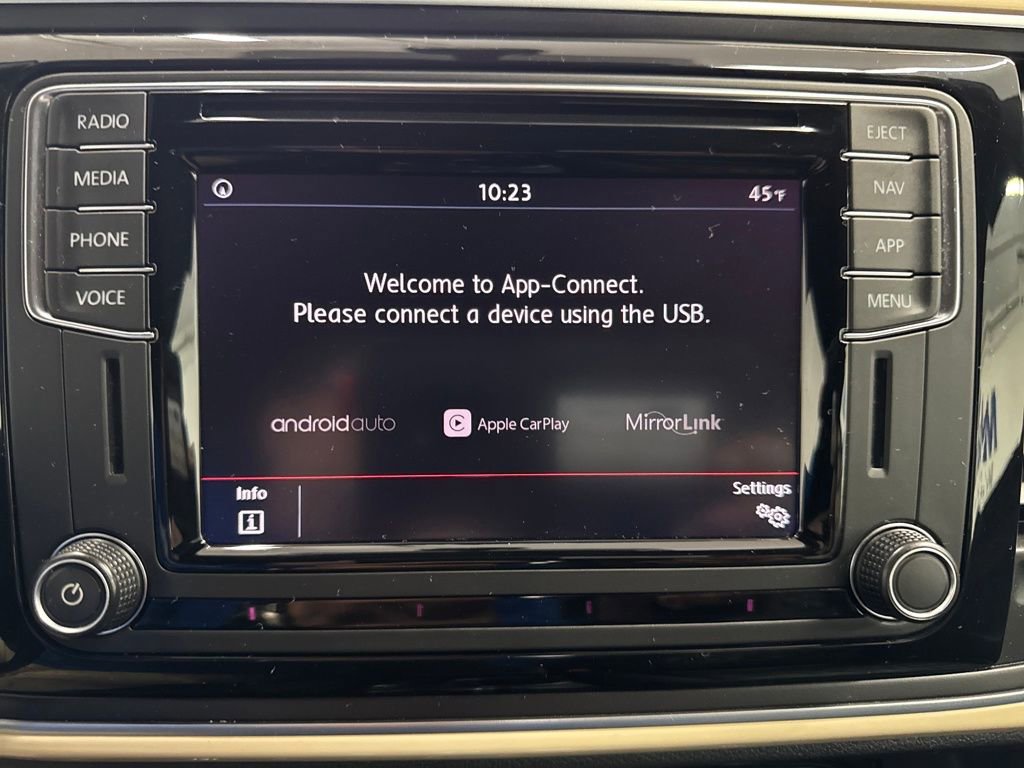 RADIO
MEDIA
PHONE
VOICE
10:23
45°F
Welcome to App-Connect.
Please connect a device using the USB.
androidauto
Apple CarPlay
MirrorLink
Info
i
Settings
EJECT
NAV
APP
MENU